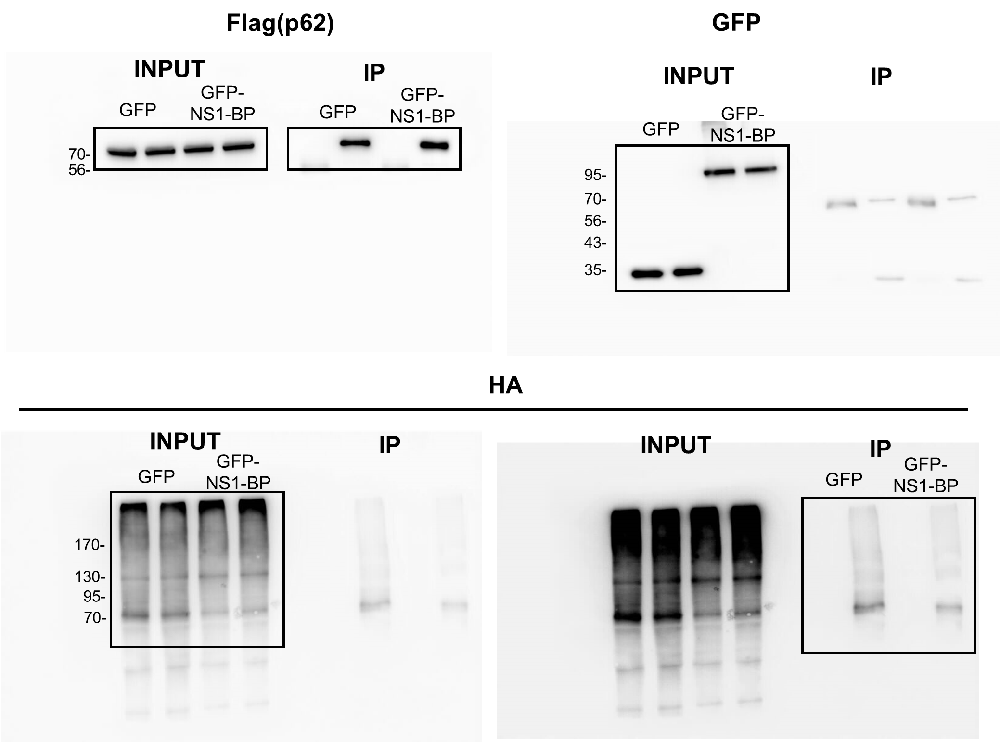 Flag(p62)
INPUT
IP
GFP
GFP-
NS1-BP
GFP
GFP-
NS1-BP
70-
56-
GFP
INPUT
IP
GFP
GFP-
NS1-BP
95-
70-
56-
43-
35-
HA
INPUT
IP
GFP
GFP-
NS1-BP
170-
130-
95-
70-
INPUT
IP
GFP
GFP-
NS1-BP